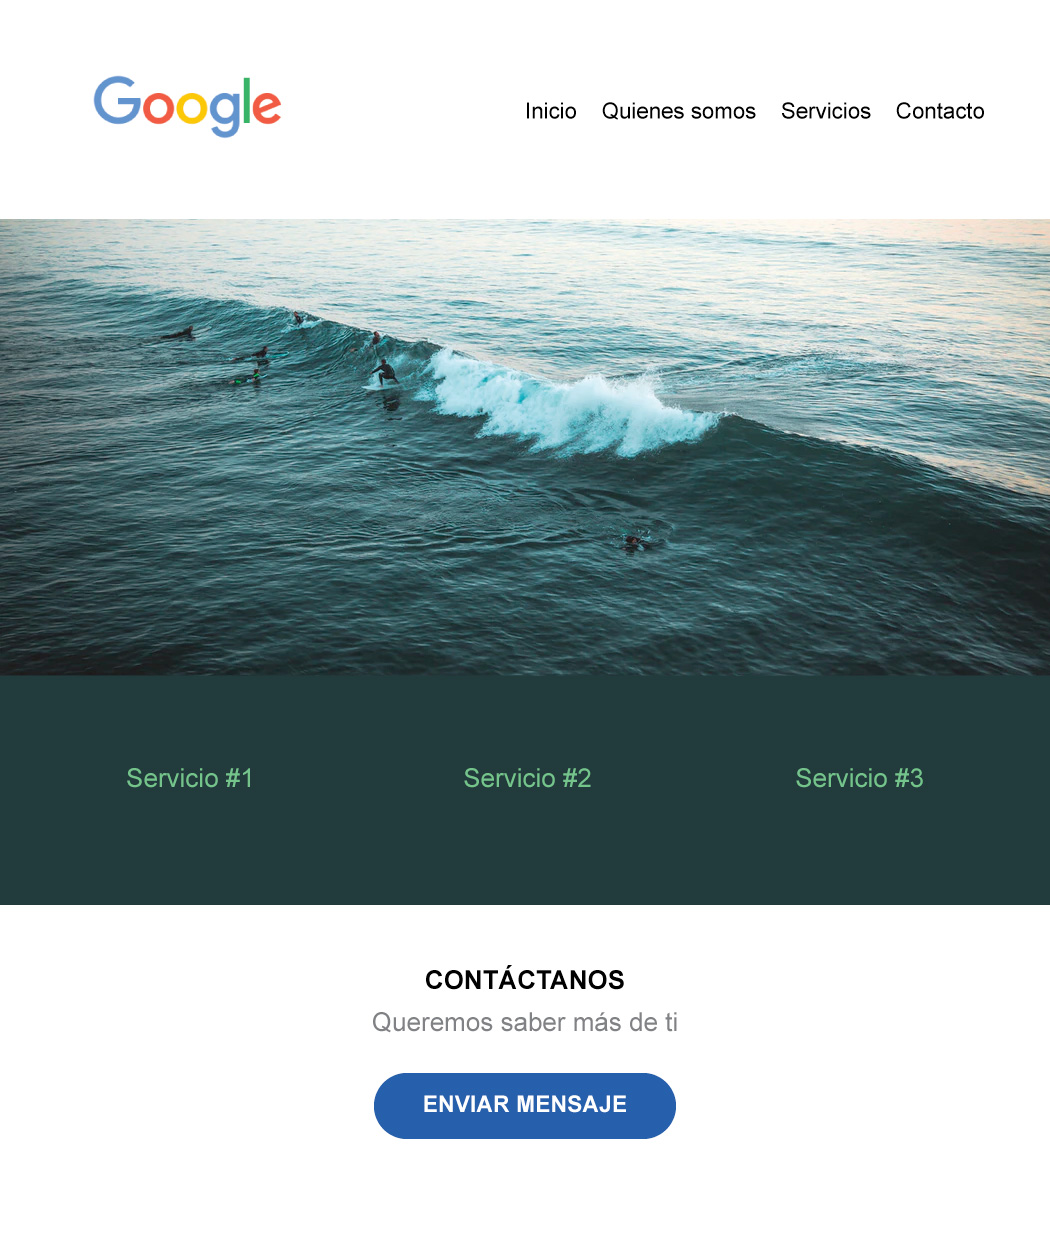 Google
Inicio Quienes somos Servicios Contacto
Servicio #1 Servicio #2 Servicio #3
CONTÁCTANOS
Queremos saber más de ti
ENVIAR MENSAJE